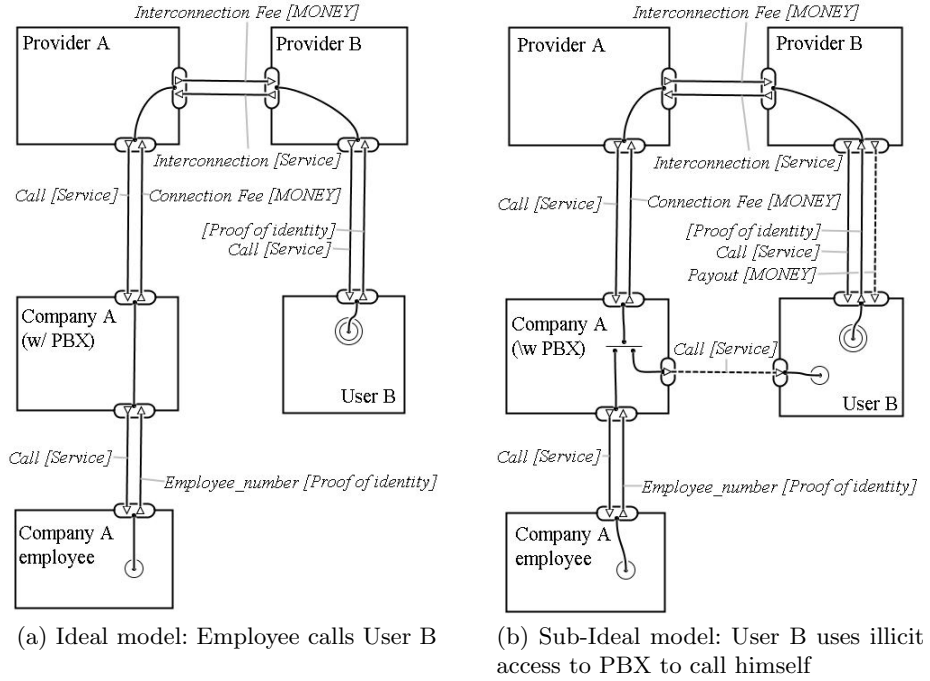 Interconnection Fee [MONEY]
Provider A
Provider B
Interconnection [Service]
Call [Service]
Connection Fee [MONEY]
[Proof of identity]
Call [Service]
Company A
(w/ PBX)
User B
Call [Service]
Employee_number [Proof of identity]
Company A
employee
(a) Ideal model: Employee calls User B
Interconnection Fee [MONEY]
Provider A
Provider B
Interconnection [Service]
Call [Service]
Connection Fee [MONEY]
[Proof of identity]
Call [Service]
Payout [MONEY]
Company A
(\w PBX)
Call [Service]
User B
Call [Service]
Employee_number [Proof of identity]
Company A
employee
(b) Sub-Ideal model: User B uses illicit
access to PBX to call himself